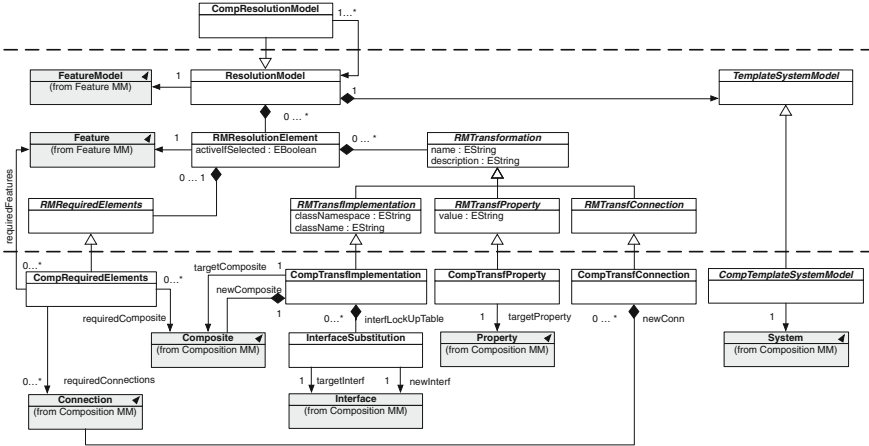 CompResolutionModel
1...*
FeatureModel
(from Feature MM)
1
ResolutionModel
1
TemplateSystemModel
0 ... *
Feature
(from Feature MM)
1
RMResolutionElement
activeIfSelected : EBoolean
0 ... *
RMTransformation
name : EString
description : EString
requiredFeatures
0 ... 1
RMRequiredElements
RMTransfImplementation
classNamespace : EString
className : EString
RMTransfProperty
value : EString
RMTransfConnection
0...*
CompRequiredElements
0...*
targetComposite
1
newComposite
1
CompTransfImplementation
CompTransfProperty
CompTransfConnection
CompTemplateSystemModel
requiredComposite
0...*
interfLockUpTable
1
targetProperty
0 ... *
newConn
1
Composite
(from Composition MM)
InterfaceSubstitution
Property
(from Composition MM)
System
(from Composition MM)
0...*
requiredConnections
1
targetInterf
1
newInterf
Connection
(from Composition MM)
Interface
(from Composition MM)